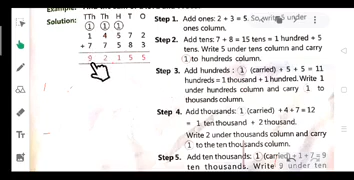 Example:
Solution:
TTh Th H T O
1 1 1
1 4 5 7 2
+ 7 7 5 8 3
9 2 1 5 5
Step 1. Add ones: 2 + 3 = 5. So, write 5 under
ones column.
Step 2. Add tens: 7 + 8 = 15 tens = 1 hundred + 5
tens. Write 5 under tens column and carry
1 to hundreds column.
Step 3. Add hundreds : 1 (carried) + 5 + 5 = 11
hundreds = 1 thousand + 1 hundred. Write 1
under hundreds column and carry 1 to
thousands column.
Step 4. Add thousands: 1 (carried) + 4 + 7 = 12
= 1 ten thousand + 2 thousand.
Write 2 under thousands column and carry
1 to the ten thousands column.
Step 5. Add ten thousands: 1 (carried) + 1 + 7 = 9
ten thousands. Write 9 under ten
Tr